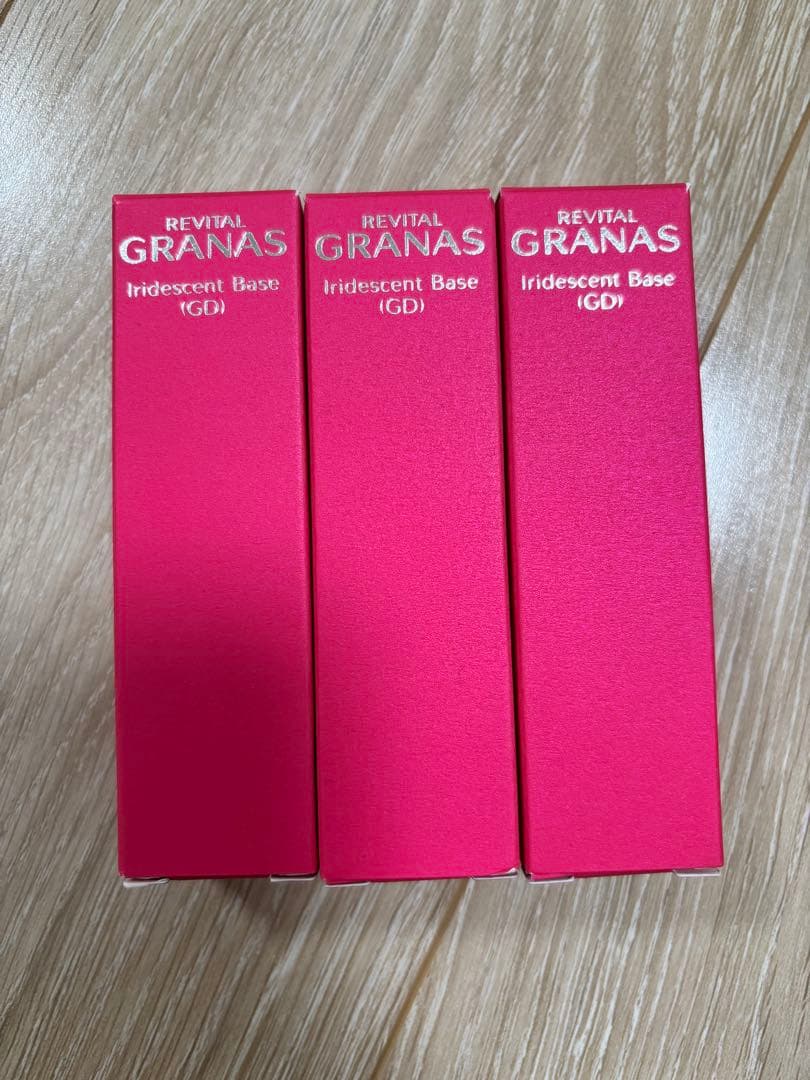 REVITAL
GRANAS
Iridescent Base
(GD)
REVITAL
GRANAS
Iridescent Base
(GD)
REVITAL
GRANAS
Iridescent Base
(GD)